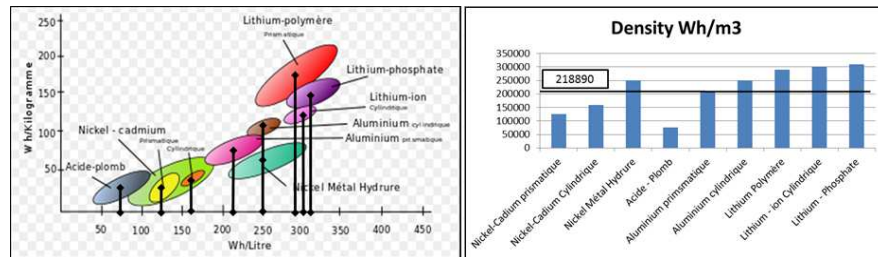 250
200
150
100
50
Wh/Kilogramme
Lithium-polymère
Prismatique
Lithium-phosphate
Lithium-ion
Cylindrique
Aluminium cylindrique
Aluminium prismatique
Nickel - cadmium
Prismatique
Cylindrique
Acide-plomb
Nickel Métal Hydrure
50 100 150 200 250 300 350 400 450
Wh/Litre
Density Wh/m3
350000
300000
250000
200000
150000
100000
50000
0
218890
Nickel-Cadium prismatique
Nickel-Cadium Cylindrique
Nickel Métal Hydrure
Acide - Plomb
Aluminium prinsmatique
Aluminium cylindrique
Lithium Polymère
Lithium - ion Cylindrique
Lithium - Phosphate